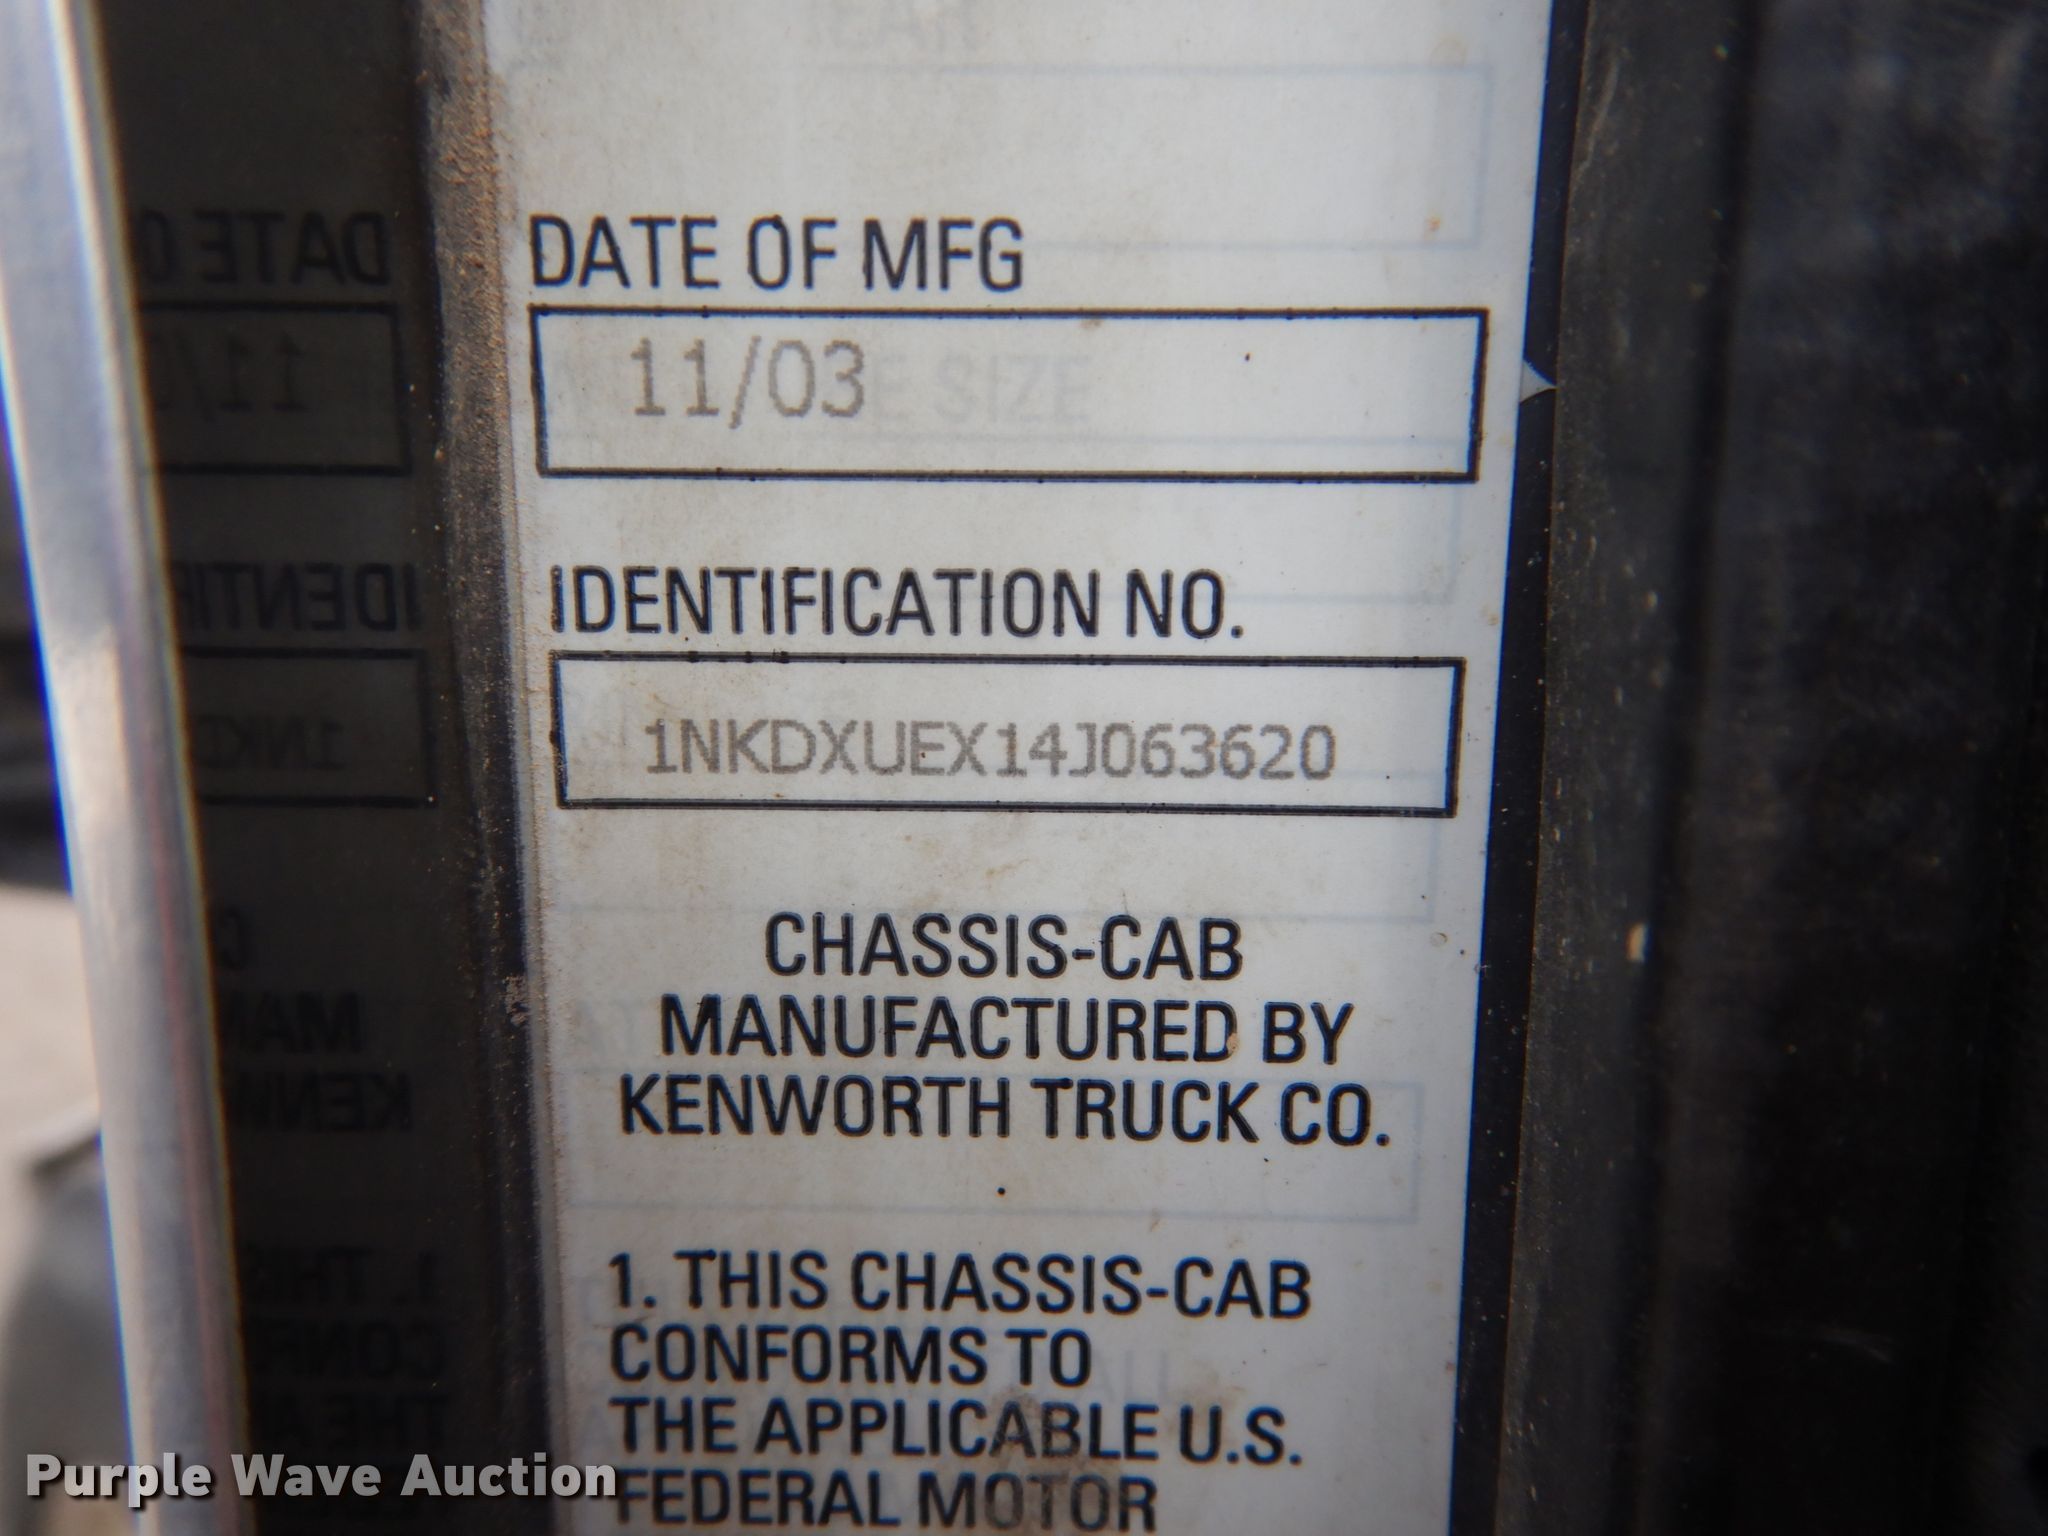 DATE OF MFG
11/03
E SIZE
IDENTIFICATION NO.
1NKDXUEX14J063620
CHASSIS-CAB
MANUFACTURED BY
KENWORTH TRUCK CO.
1. THIS CHASSIS-CAB
CONFORMS TO
THE APPLICABLE U.S.
FEDERAL MOTOR
Purple Wave Auction